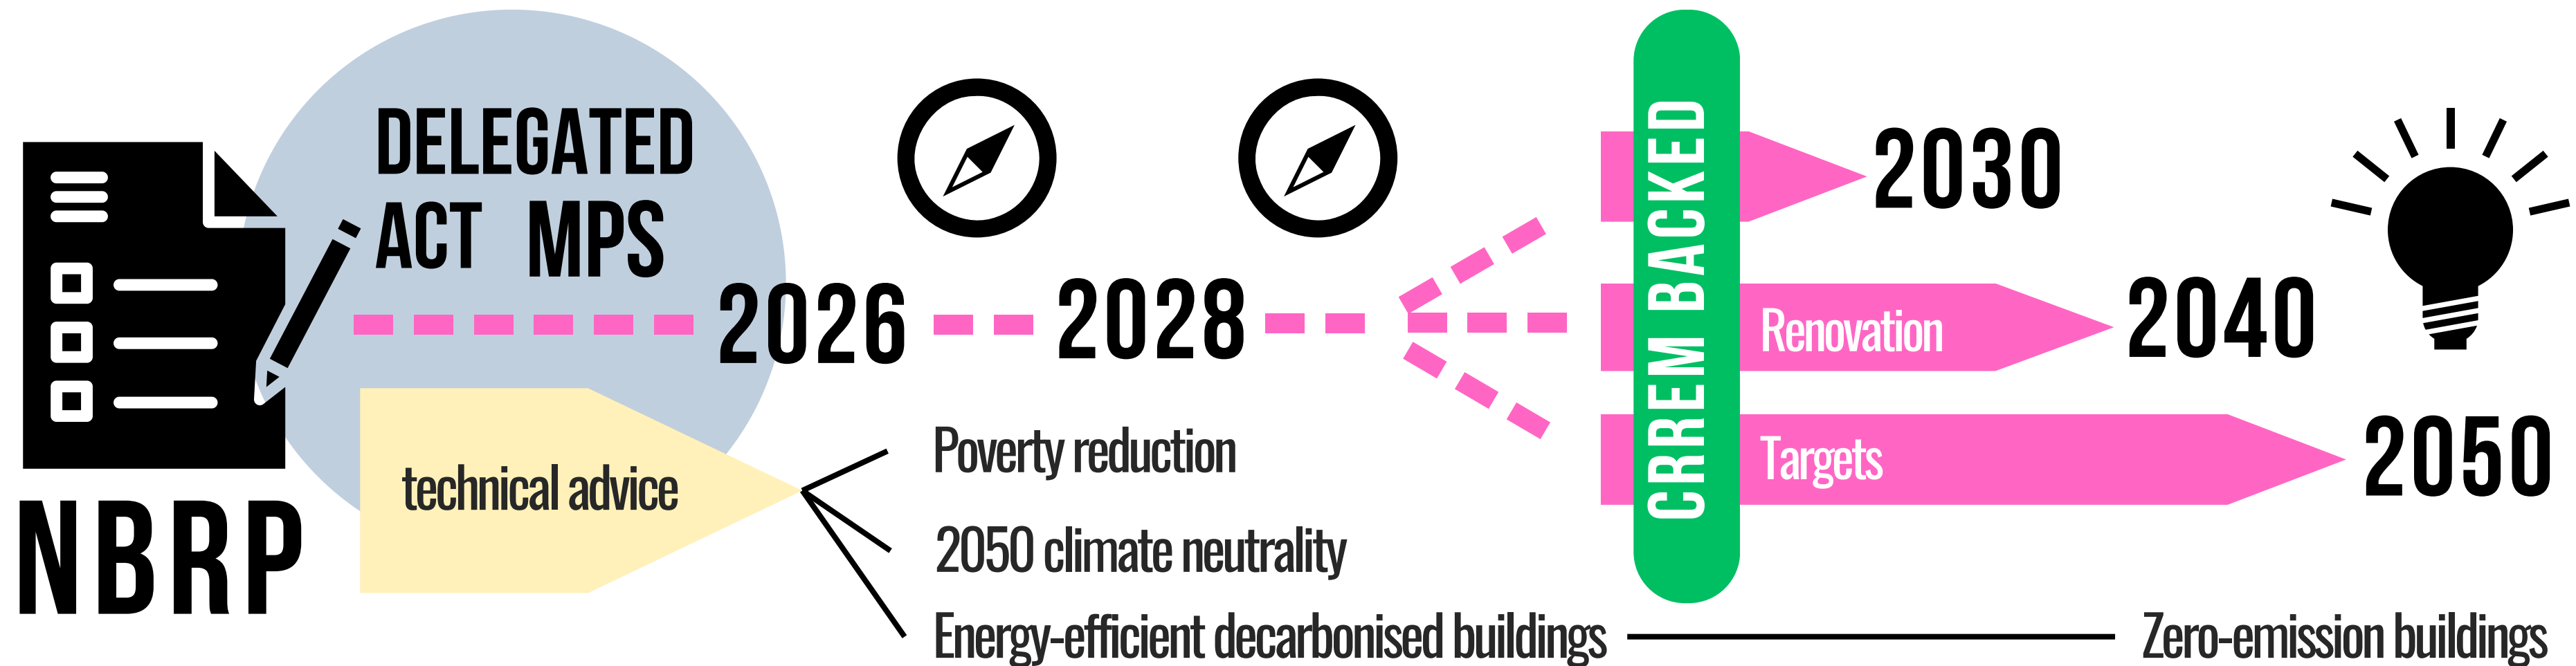 NBRP
DELEGATED
ACT MPS
technical advice
2026
2028
Poverty reduction
2050 climate neutrality
Energy-efficient decarbonised buildings
CRREM BACKED
2030
Renovation
2040
Targets
2050
Zero-emission buildings